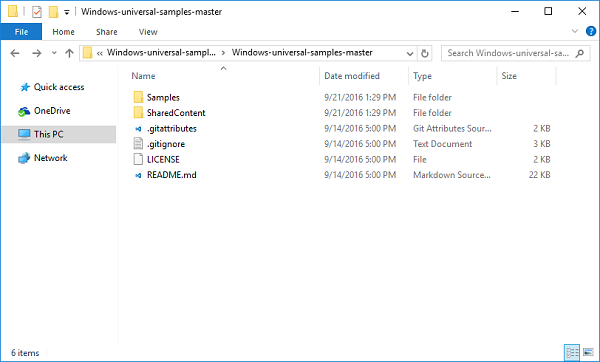 Windows-universal-samples-master
File Home Share View
Windows-universal-sampl... Windows-universal-samples-master Search Windows-universal-sa...
Name Date modified Type Size
Quick access
OneDrive
This PC
Network
Samples 9/21/2016 1:29 PM File folder
SharedContent 9/21/2016 1:29 PM File folder
.gitattributes 9/14/2016 5:00 PM Git Attributes Sour... 2 KB
.gitignore 9/14/2016 5:00 PM Text Document 3 KB
LICENSE 9/14/2016 5:00 PM File 2 KB
README.md 9/14/2016 5:00 PM Markdown Source... 22 KB
6 items